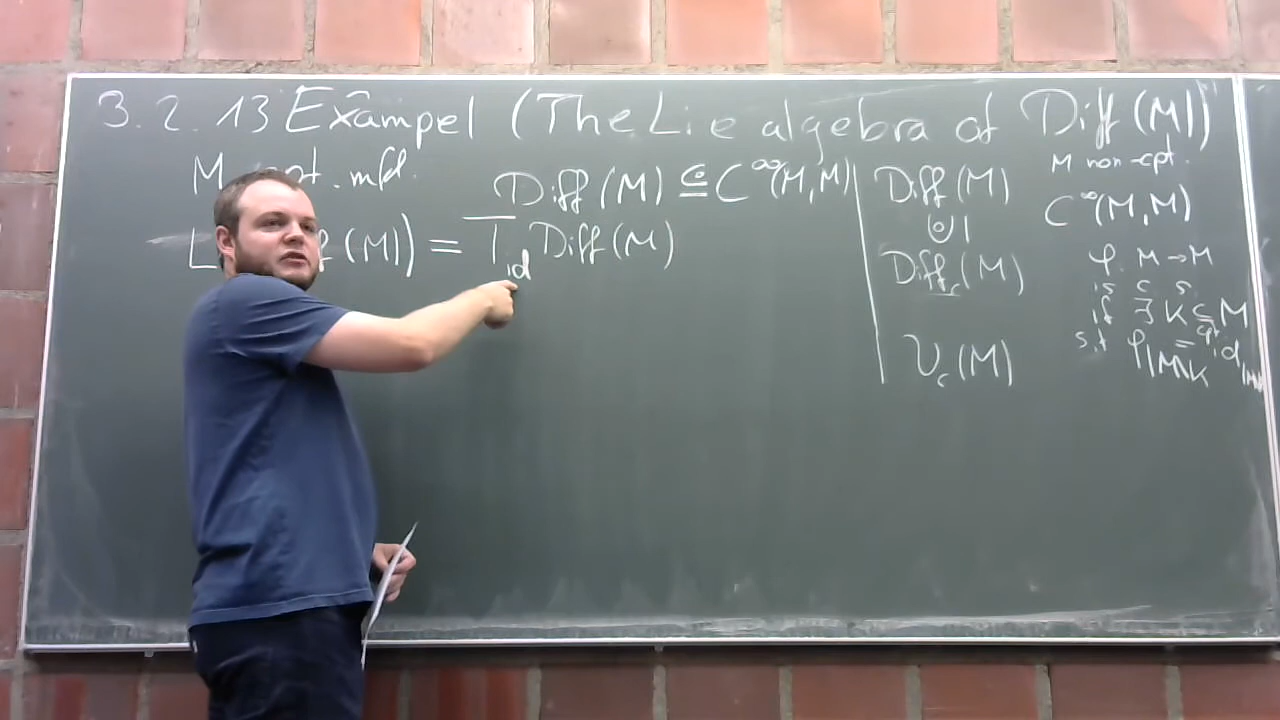 3.2.13 Exampel (The Lie algebra of Diff(M))
M cpt. mfd. Diff(M) ⊆ C^∞(M,M)
L (Diff(M)) = T_id Diff(M)
Diff(M) M non-cpt.
∪| C^∞(M,M)
Diff_c(M) φ: M → M
is c s.
if ∃ K ⊆ M
s.t φ|M\K = id
V_c(M)